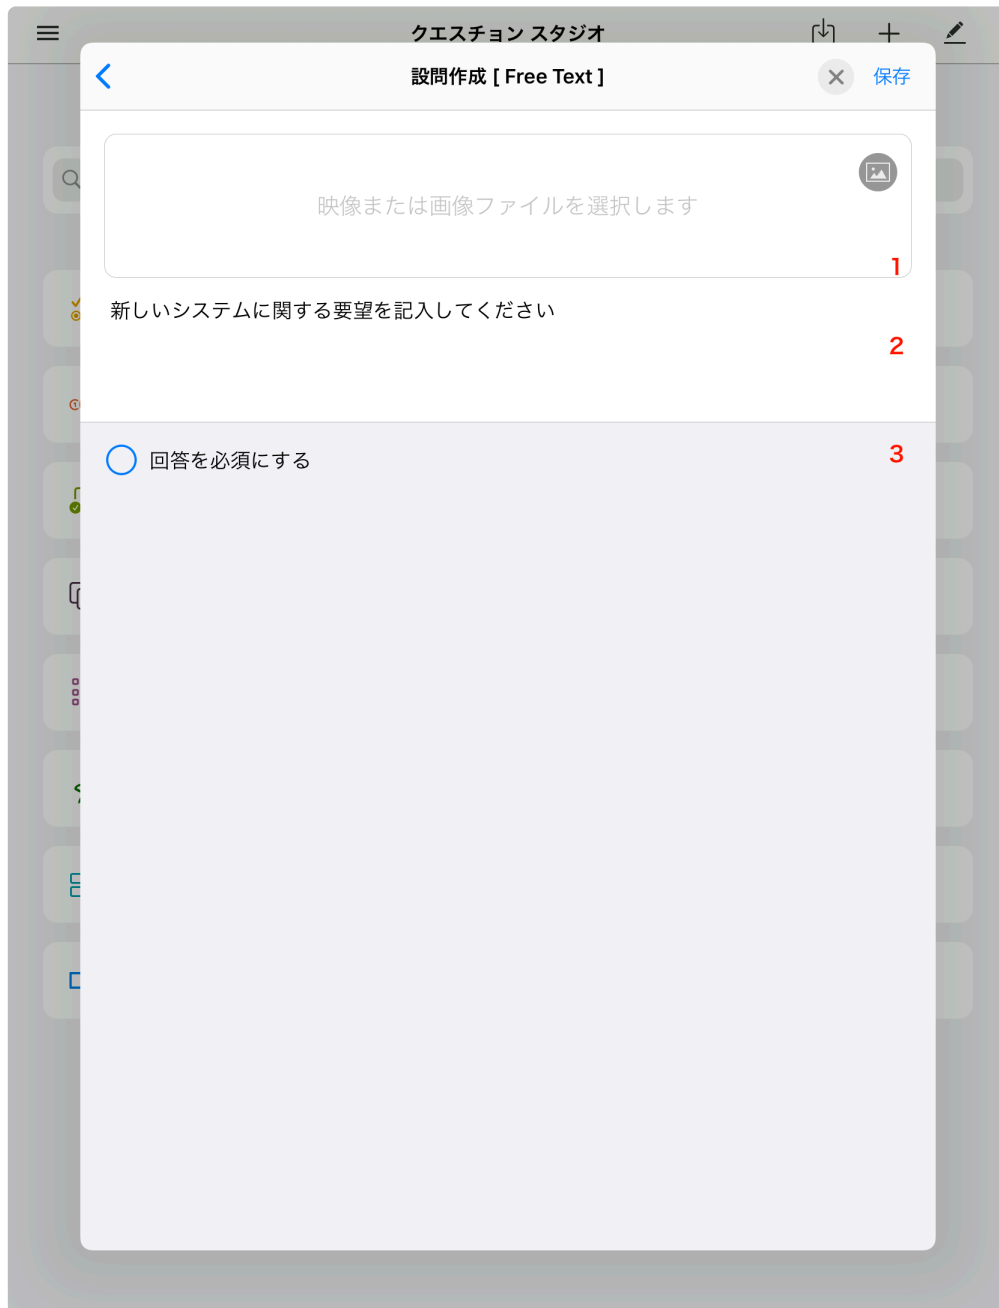 クエスチョン スタジオ
設問作成 [ Free Text ]
保存
映像または画像ファイルを選択します
1
新しいシステムに関する要望を記入してください
2
回答を必須にする
3